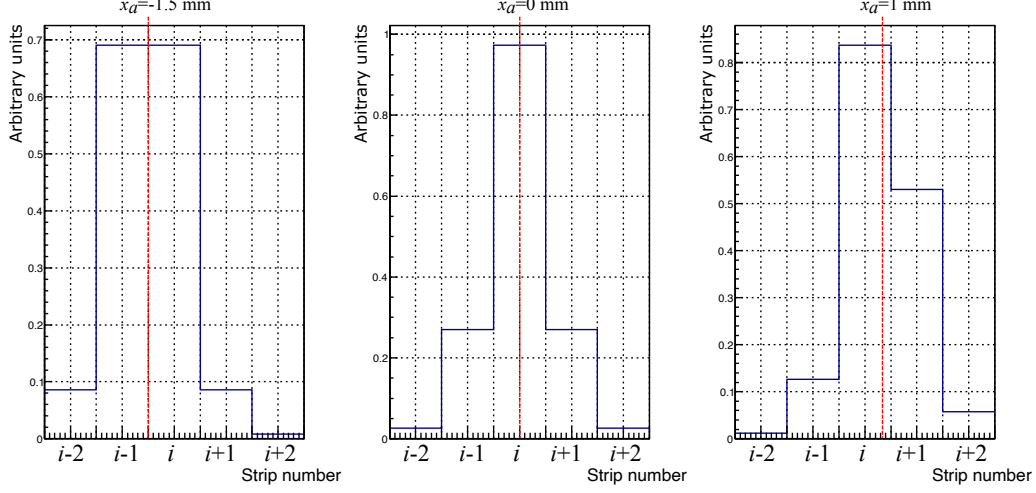 xₐ=-1.5 mm
Arbitrary units
0.7
0.6
0.5
0.4
0.3
0.2
0.1
0
i-2 i-1 i i+1 i+2
Strip number
xₐ=0 mm
Arbitrary units
1
0.8
0.6
0.4
0.2
0
i-2 i-1 i i+1 i+2
Strip number
xₐ=1 mm
Arbitrary units
0.8
0.7
0.6
0.5
0.4
0.3
0.2
0.1
0
i-2 i-1 i i+1 i+2
Strip number